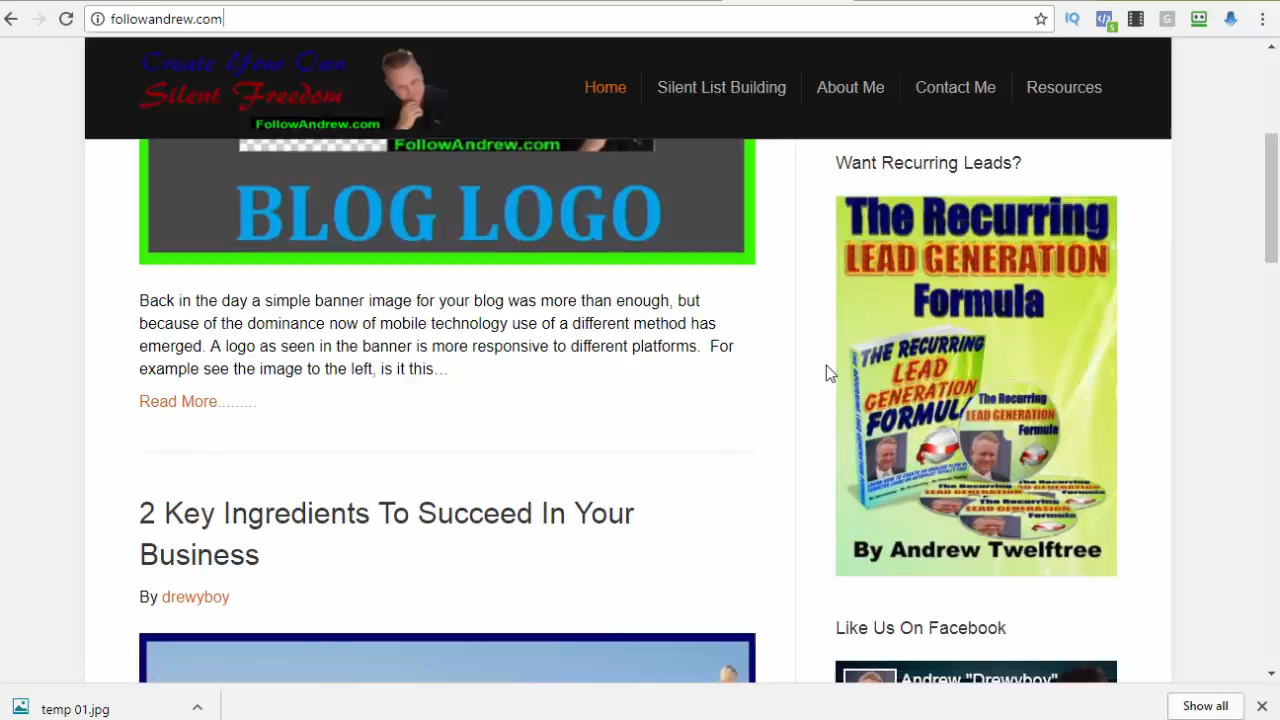 followandrew.com
Create Your Own
Silent Freedom
FollowAndrew.com
Home
Silent List Building
About Me
Contact Me
Resources
FollowAndrew.com
BLOG LOGO
Back in the day a simple banner image for your blog was more than enough, but
because of the dominance now of mobile technology use of a different method has
emerged. A logo as seen in the banner is more responsive to different platforms.  For
example see the image to the left, is it this…
Read More.........
2 Key Ingredients To Succeed In Your
Business
By drewyboy
Want Recurring Leads?
The Recurring
LEAD GENERATION
Formula
THE RECURRING
LEAD
GENERATION
FORMULA
The Recurring
LEAD GENERATION
Formula
By Andrew Twelftree
Like Us On Facebook
Andrew "Drewyboy"
temp 01.jpg
Show all